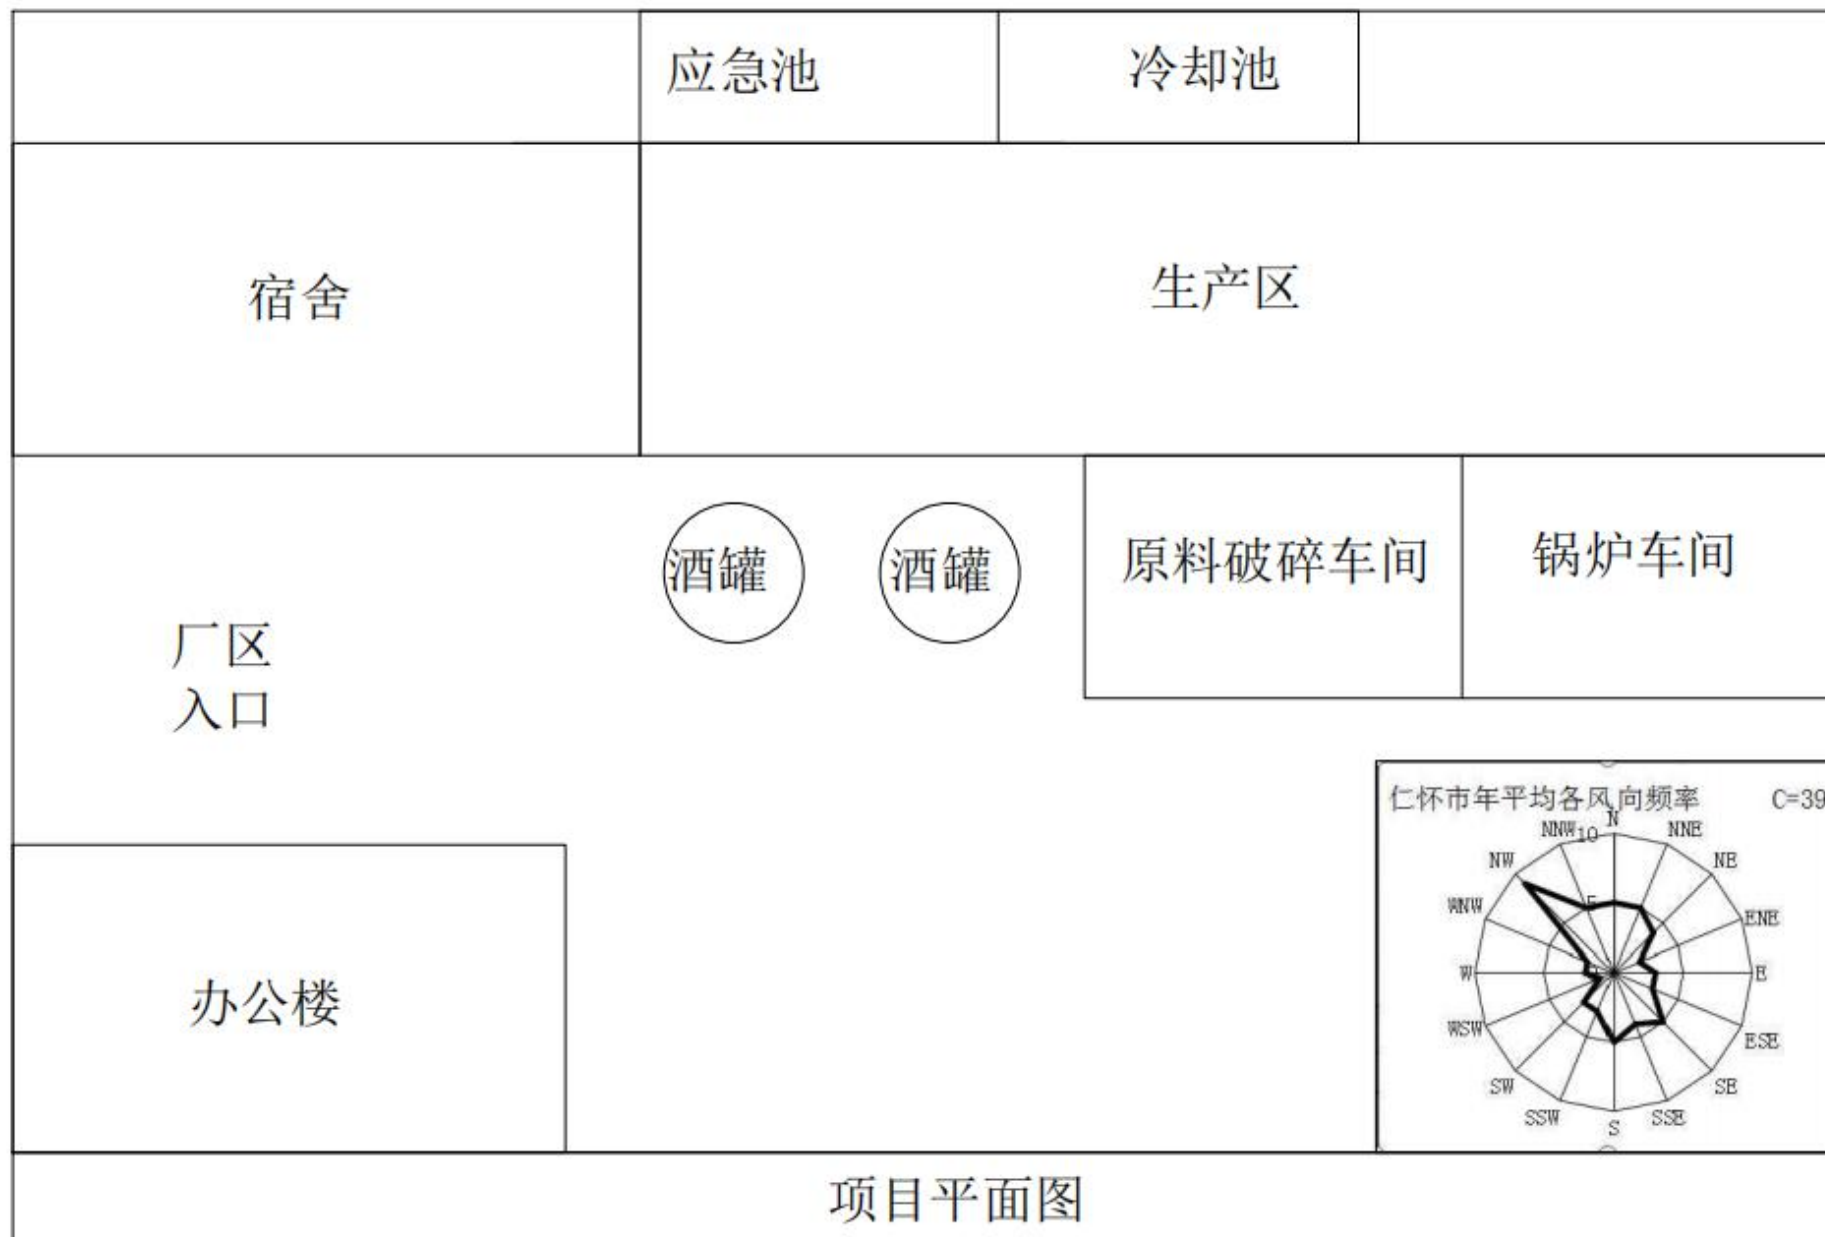 应急池
冷却池
宿舍
生产区
酒罐
酒罐
原料破碎车间
锅炉车间
厂区
入口
仁怀市年平均各风向频率
C=39
N
NNW
10
NNE
NW
NE
5
WNW
ENE
W
0
E
WSW
ESE
SW
SE
SSW
SSE
S
办公楼
项目平面图